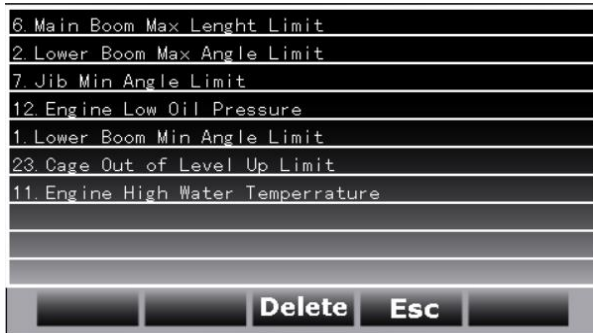 6. Main Boom Max Lenght Limit
2. Lower Boom Max Angle Limit
7. Jib Min Angle Limit
12. Engine Low Oil Pressure
1. Lower Boom Min Angle Limit
23. Cage Out of Level Up Limit
11. Engine High Water Temperrature
Delete Esc